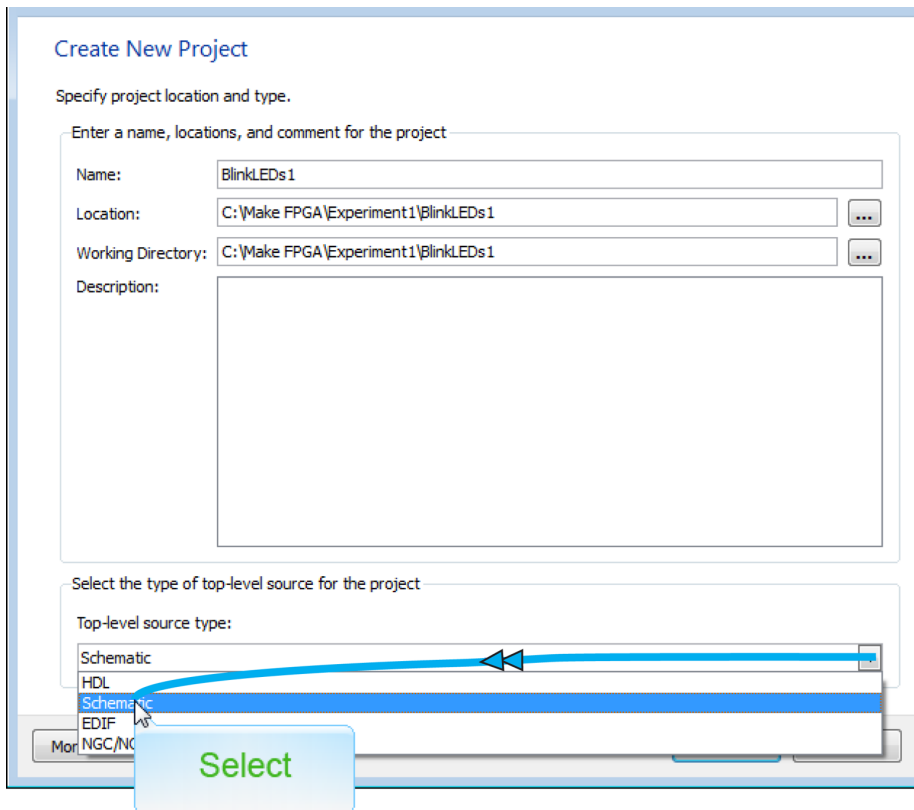 Create New Project
Specify project location and type.
Enter a name, locations, and comment for the project
Name: BlinkLEDs1
Location: C:\Make FPGA\Experiment1\BlinkLEDs1 ...
Working Directory: C:\Make FPGA\Experiment1\BlinkLEDs1 ...
Description:
Select the type of top-level source for the project
Top-level source type:
Schematic
HDL
Schematic
EDIF
Select